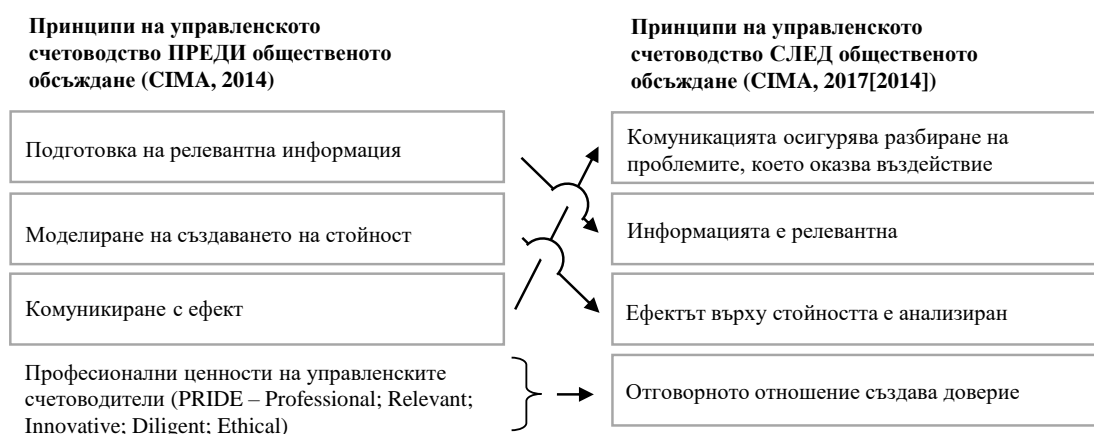 Принципи на управленското
счетоводство ПРЕДИ общественото
обсъждане (CIMA, 2014)
Принципи на управленското
счетоводство СЛЕД общественото
обсъждане (CIMA, 2017[2014])
Подготовка на релевантна информация
Моделиране на създаването на стойност
Комуникиране с ефект
Професионални ценности на управленските
счетоводители (PRIDE – Professional; Relevant;
Innovative; Diligent; Ethical)
Комуникацията осигурява разбиране на
проблемите, което оказва въздействие
Информацията е релевантна
Ефектът върху стойността е анализиран
Отговорното отношение създава доверие